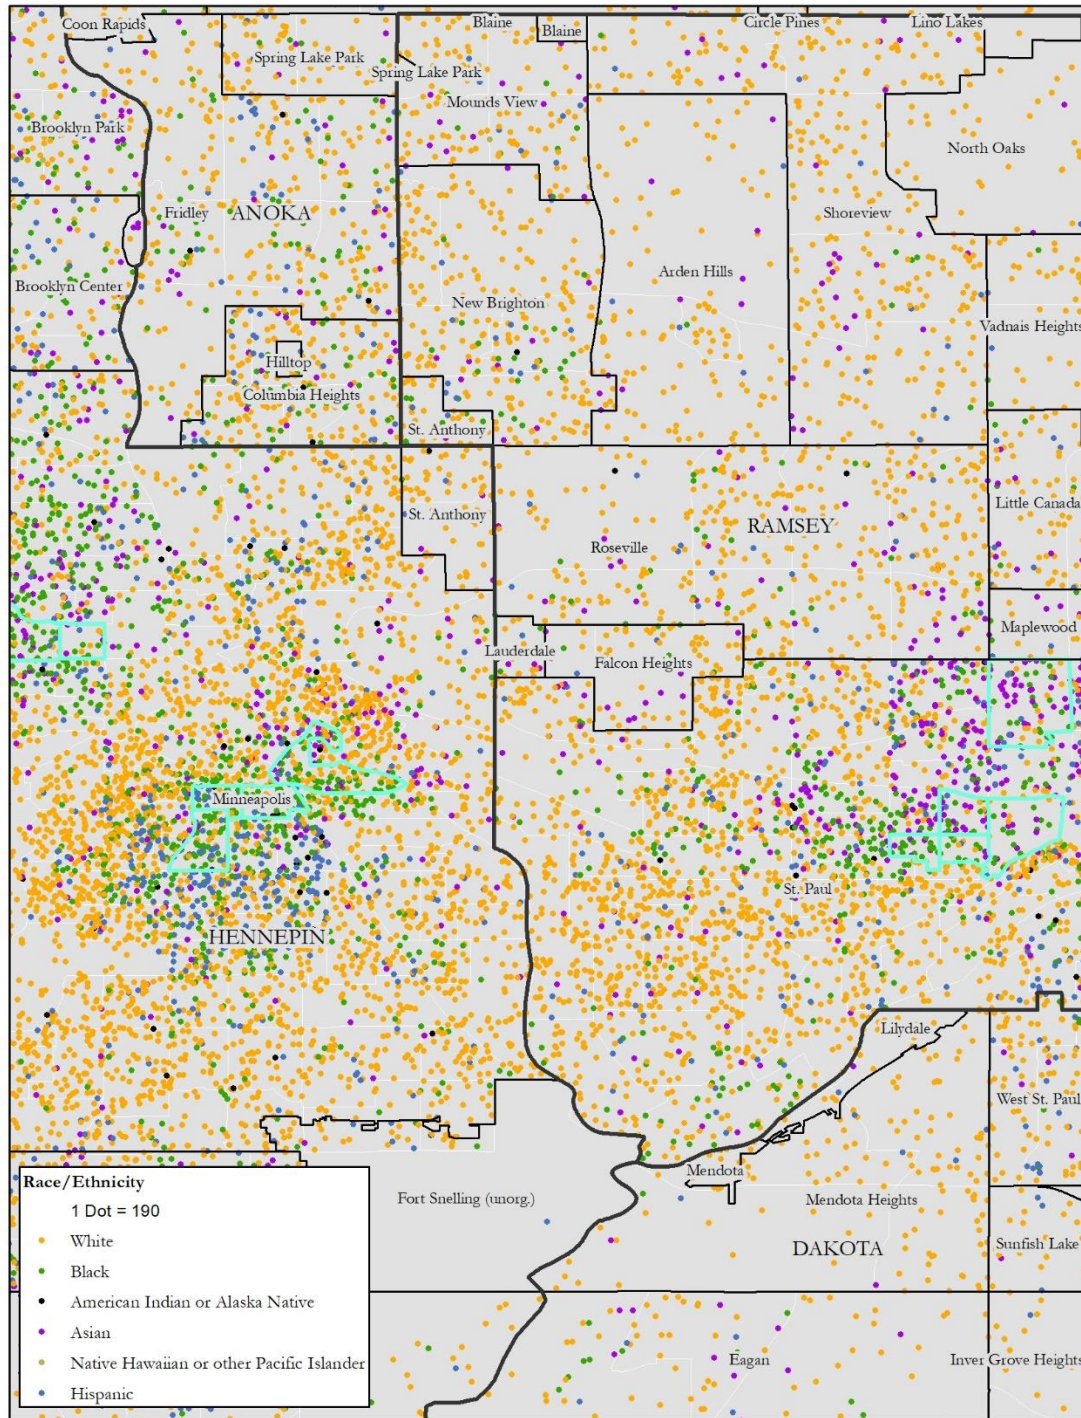 Coon Rapids
Blaine
Circle Pines
Lino Lakes
Blaine
Spring Lake Park
Spring Lake Park
Mounds View
Brooklyn Park
North Oaks
Fridley
ANOKA
Shoreview
Arden Hills
Brooklyn Center
New Brighton
Vadnais Heights
Hilltop
Columbia Heights
St. Anthony
St. Anthony
Little Canada
RAMSEY
Roseville
Maplewood
Lauderdale
Falcon Heights
Minneapolis
St. Paul
HENNEPIN
Lilydale
West St. Paul
Mendota
Fort Snelling (unorg.)
Mendota Heights
DAKOTA
Sunfish Lake
Eagan
Inver Grove Heights
Race/Ethnicity
1 Dot = 190
White
Black
American Indian or Alaska Native
Asian
Native Hawaiian or other Pacific Islander
Hispanic